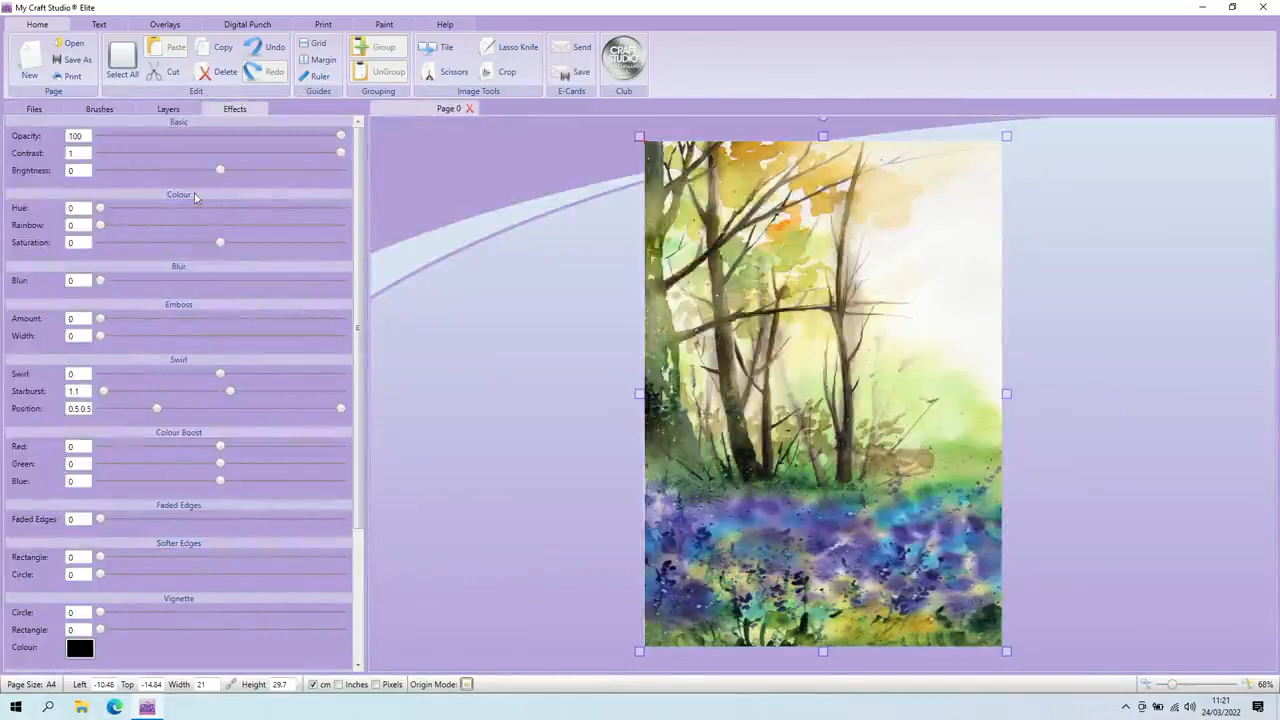 My Craft Studio® Elite
Home Text Overlays Digital Punch Print Paint Help
New Open Save As Print Page
Select All Paste Copy Undo Cut Delete Redo Edit
Grid Margin Ruler Guides
Group UnGroup Grouping
Tile Lasso Knife Scissors Crop Image Tools
Send Save E-Cards
CRAFT STUDIO Club
Files Brushes Layers Effects Page 0
Basic
Opacity: 100
Contrast: 1
Brightness: 0
Colour
Hue: 0
Rainbow: 0
Saturation: 0
Blur
Blur: 0
Emboss
Amount: 0
Width: 0
Swirl
Swirl: 0
Starburst: 1.1
Position: 0.5.0.5
Colour Boost
Red: 0
Green: 0
Blue: 0
Faded Edges
Faded Edges 0
Softer Edges
Rectangle: 0
Circle: 0
Vignette
Circle: 0
Rectangle: 0
Colour:
Page Size: A4 Left -10.48 Top -14.84 Width 21 Height 29.7 cm Inches Pixels Origin Mode: 68%
11:21
24/03/2022